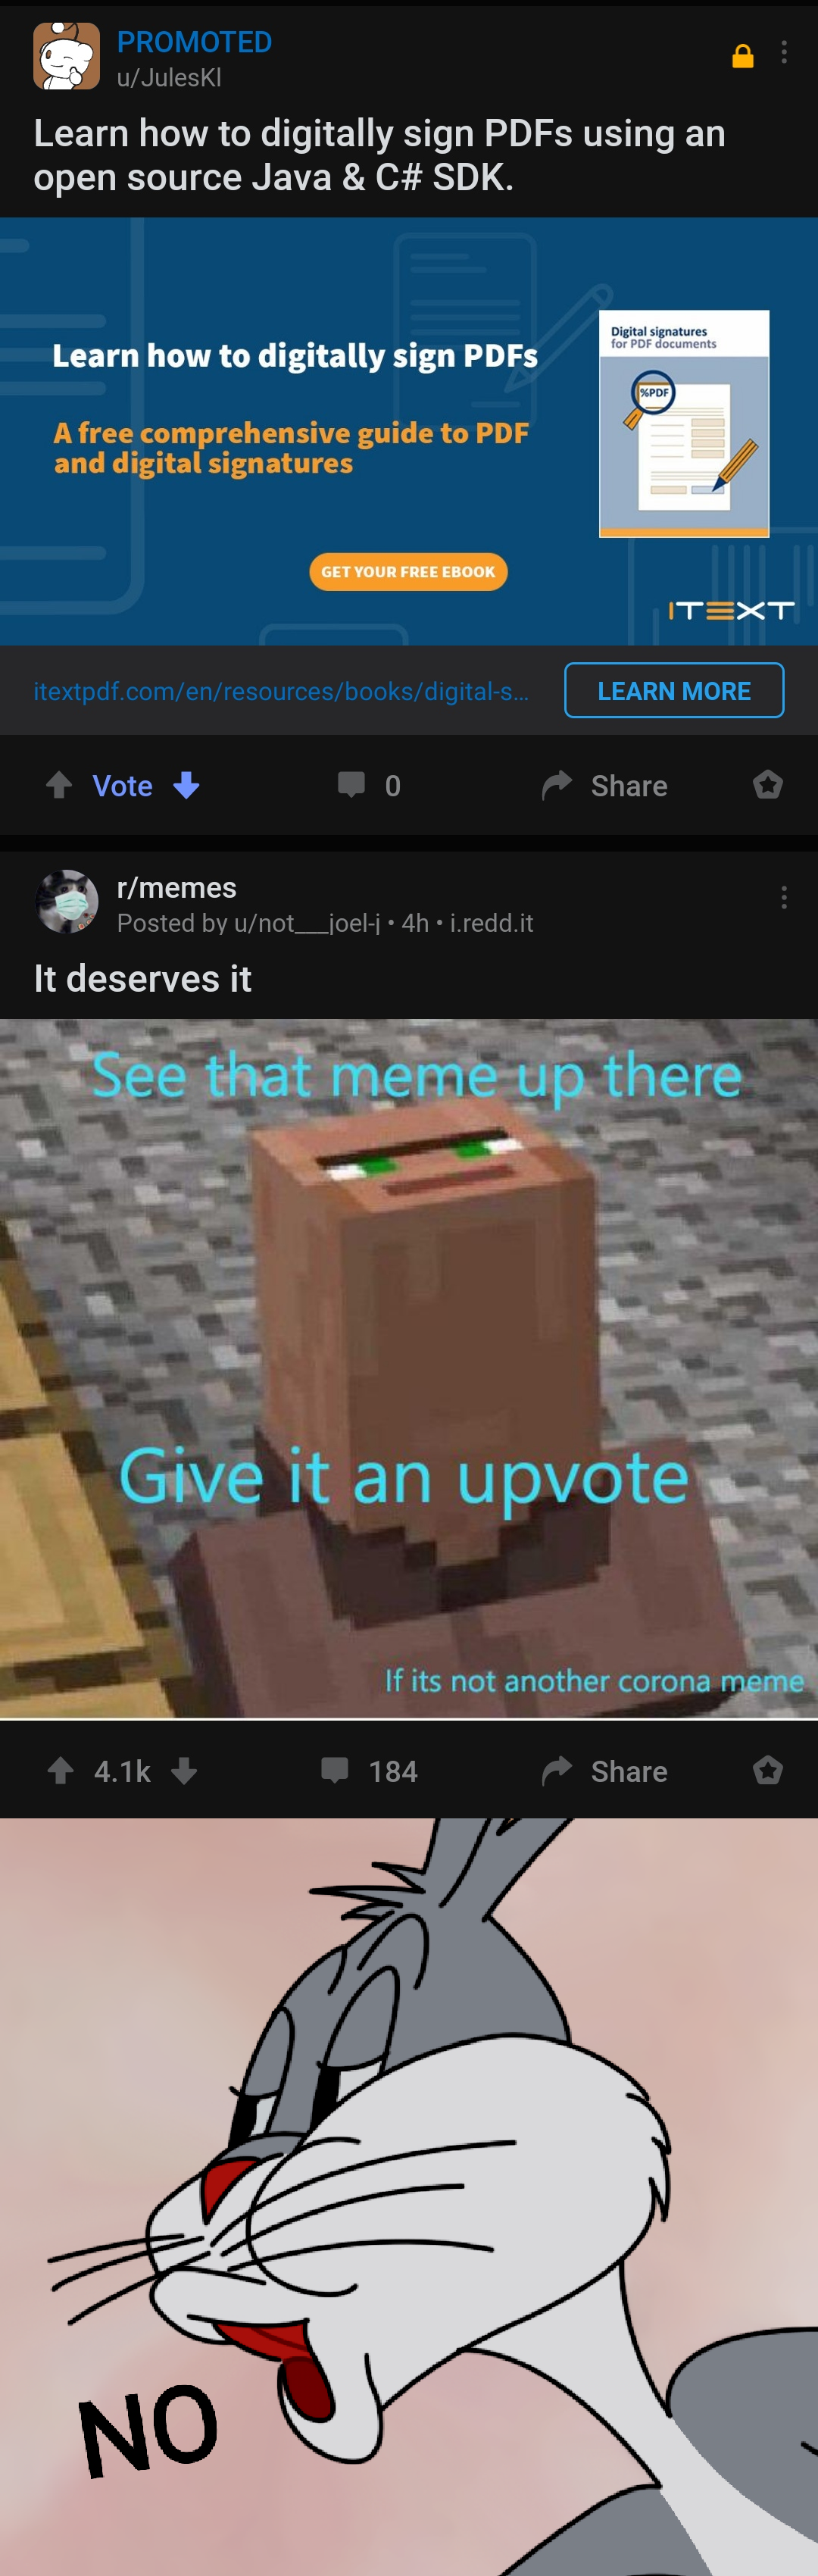 PROMOTED
u/JulesKl
Learn how to digitally sign PDFs using an
open source Java & C# SDK.
Learn how to digitally sign PDFs
A free comprehensive guide to PDF
and digital signatures
GET YOUR FREE EBOOK
Digital signatures
for PDF documents
%PDF
ITEXT
itextpdf.com/en/resources/books/digital-s...
LEARN MORE
Vote
0
Share
r/memes
Posted by u/not___joel-j • 4h • i.redd.it
It deserves it
See that meme up there
Give it an upvote
If its not another corona meme
4.1k
184
Share
NO